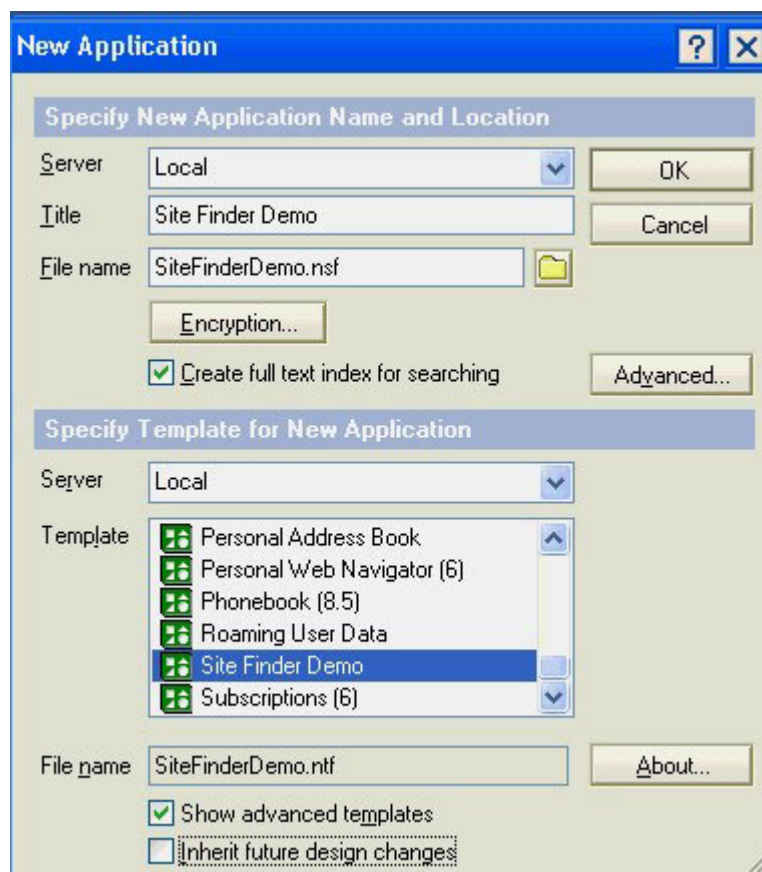 New Application
Specify New Application Name and Location
Server Local OK
Title Site Finder Demo Cancel
File name SiteFinderDemo.nsf
Encryption...
Create full text index for searching Advanced...
Specify Template for New Application
Server Local
Template Personal Address Book
Personal Web Navigator (6)
Phonebook (8.5)
Roaming User Data
Site Finder Demo
Subscriptions (6)
File name SiteFinderDemo.ntf About...
Show advanced templates
Inherit future design changes